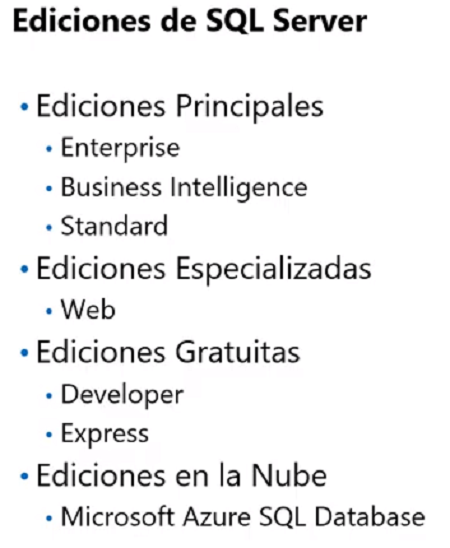 Ediciones de SQL Server
• Ediciones Principales
• Enterprise
• Business Intelligence
• Standard
• Ediciones Especializadas
• Web
• Ediciones Gratuitas
• Developer
• Express
• Ediciones en la Nube
• Microsoft Azure SQL Database